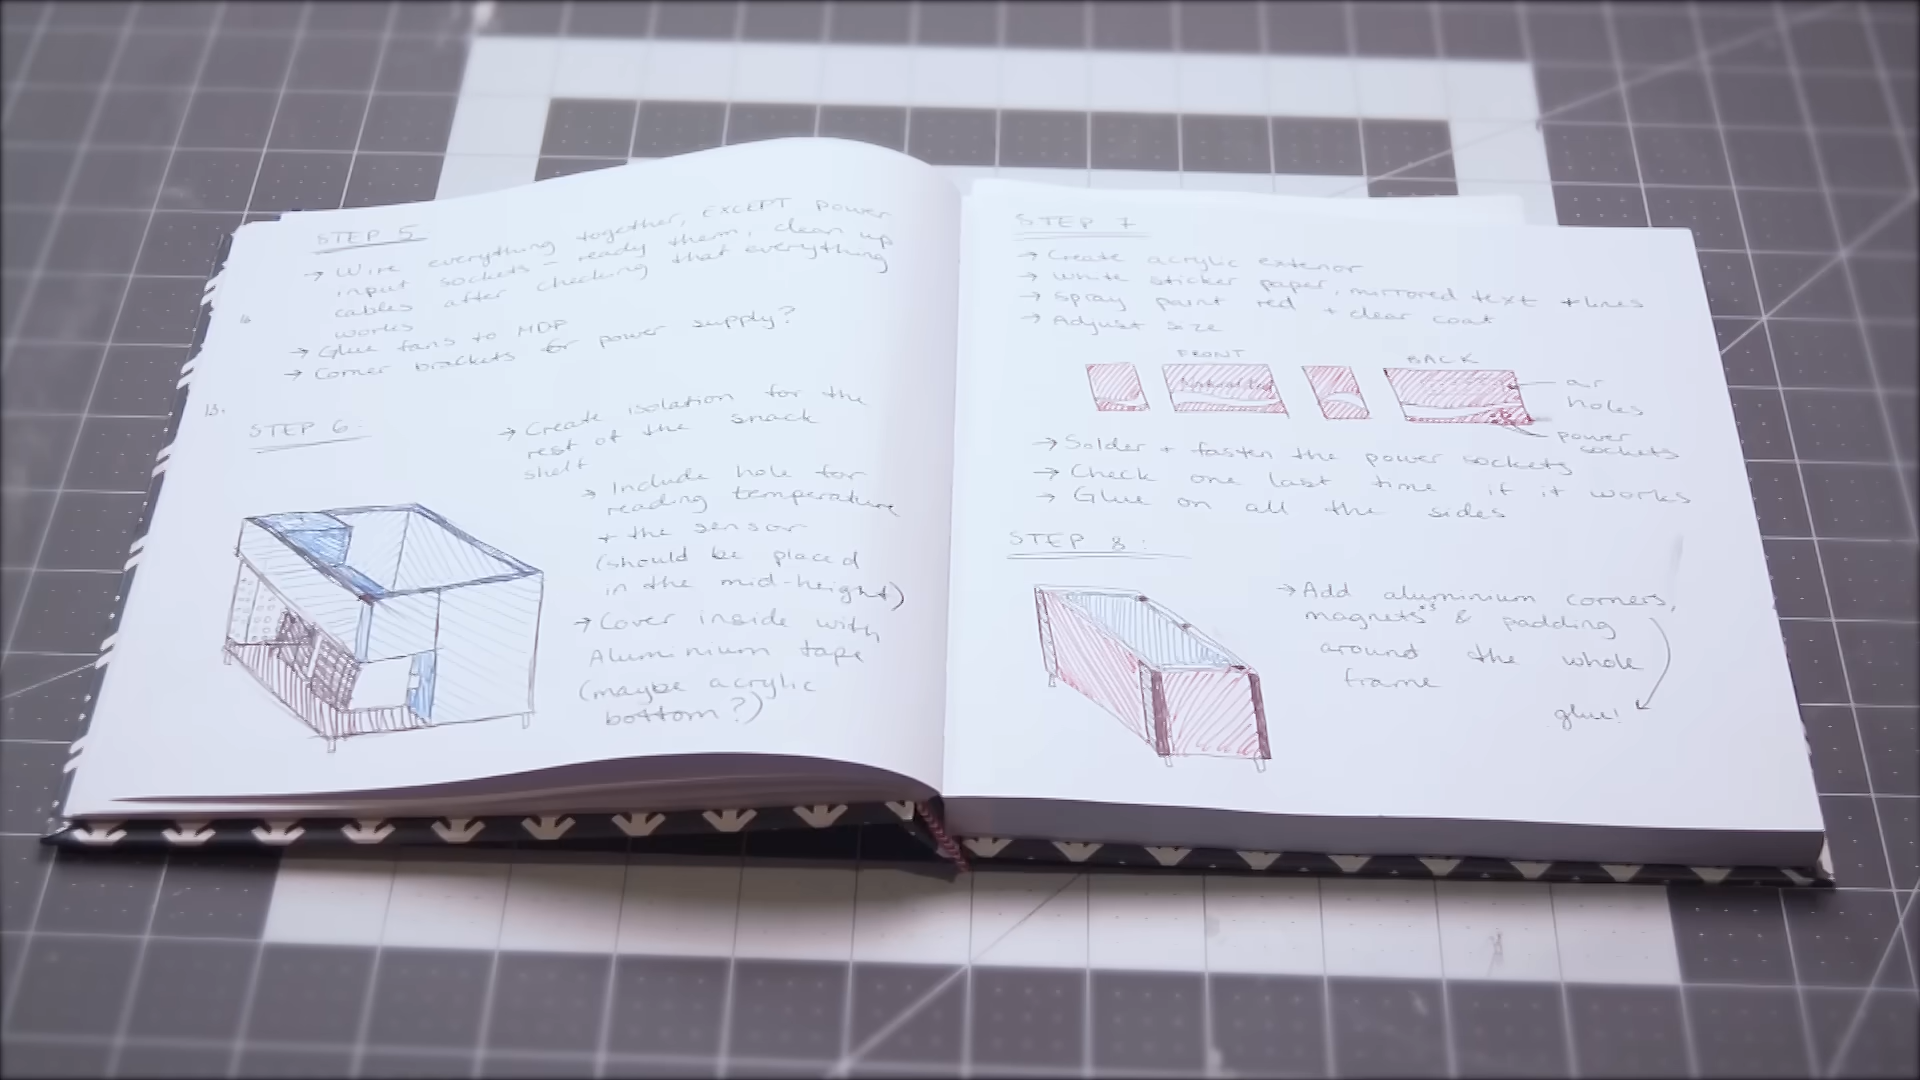 STEP 5
→ Wire everything together, EXCEPT power
input sockets - ready them, clean up
cables after checking that everything
works
→ Glue fans to MDF
→ Corner brackets for power supply?
13.
STEP 6:
→ Create isolation for the
rest of the snack
shelf
→ Include hole for
reading temperature
+ the sensor
(should be placed
in the mid-height)
→ Cover inside with
Aluminium tape
(maybe acrylic
bottom?)
STEP 7
→ Create acrylic exterior
→ White sticker paper, mirrored text + lines
→ Spray paint red + clear coat
→ Adjust size
FRONT
BACK
air
holes
power
sockets
→ Solder + fasten the power sockets
→ Check one last time if it works
→ Glue on all the sides
STEP 8:
→ Add aluminium corners,
magnets & padding
around the whole
frame
glue!